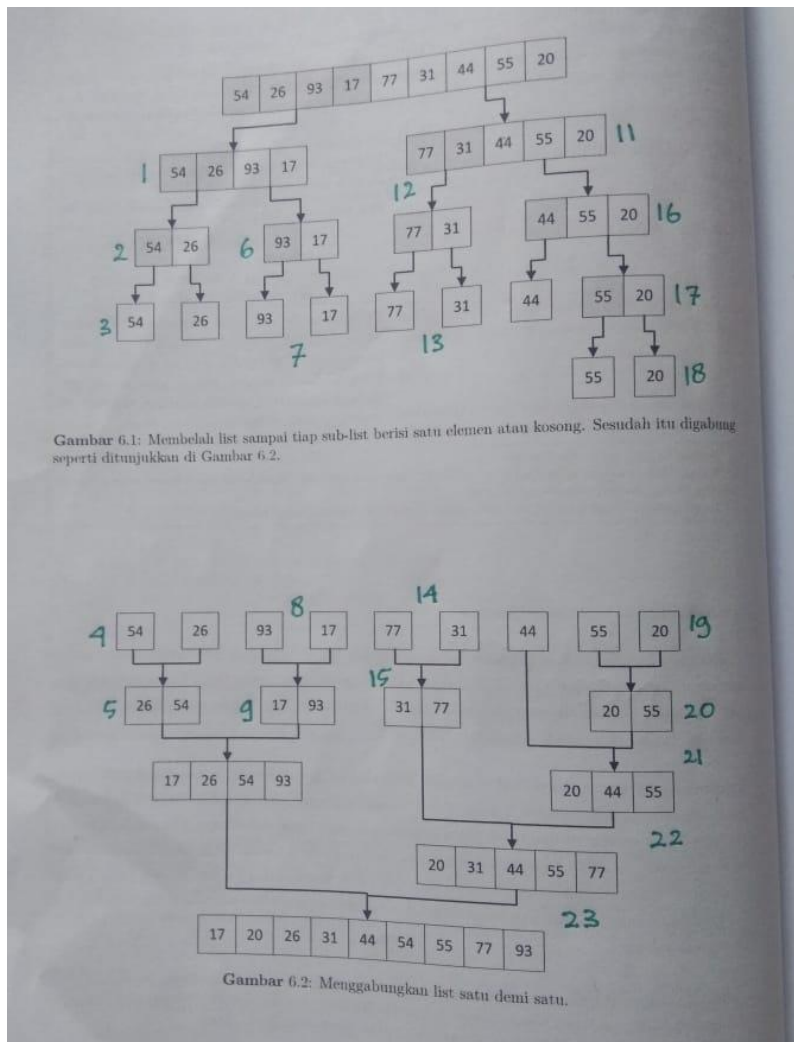 54 26 93 17 77 31 44 55 20
1 54 26 93 17
77 31 44 55 20 11
12
2 54 26
6 93 17
77 31
44 55 20 16
3 54 26 93 17
77 31
44
55 20 17
7
13
55 20 18
Gambar 6.1: Membelah list sampai tiap sub-list berisi satu elemen atau kosong. Sesudah itu digabung
seperti ditunjukkan di Gambar 6.2.
8
14
4 54 26 93 17 77 31 44 55 20 19
15
5 26 54
9 17 93
31 77
20 55 20
21
17 26 54 93
20 44 55
22
20 31 44 55 77
23
17 20 26 31 44 54 55 77 93
Gambar 6.2: Menggabungkan list satu demi satu.